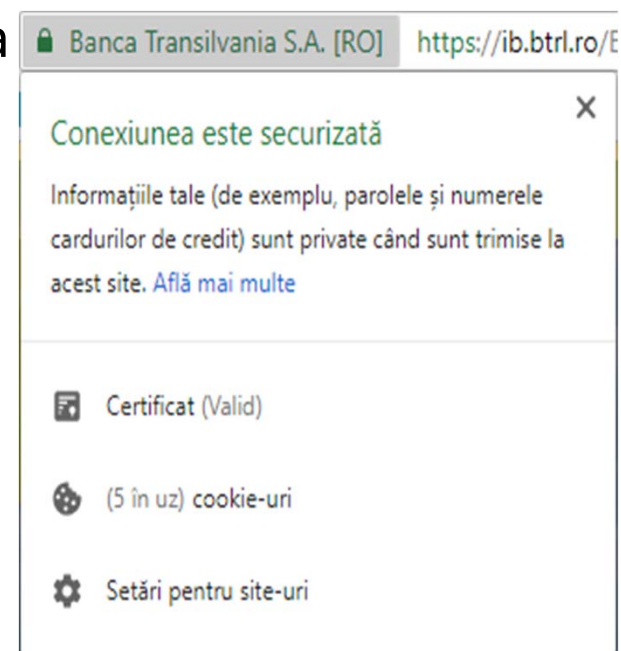 a
Banca Transilvania S.A. [RO] https://ib.btrl.ro/
Conexiunea este securizată
Informațiile tale (de exemplu, parolele și numerele
cardurilor de credit) sunt private când sunt trimise la
acest site. Află mai multe
Certificat (Valid)
(5 în uz) cookie-uri
Setări pentru site-uri